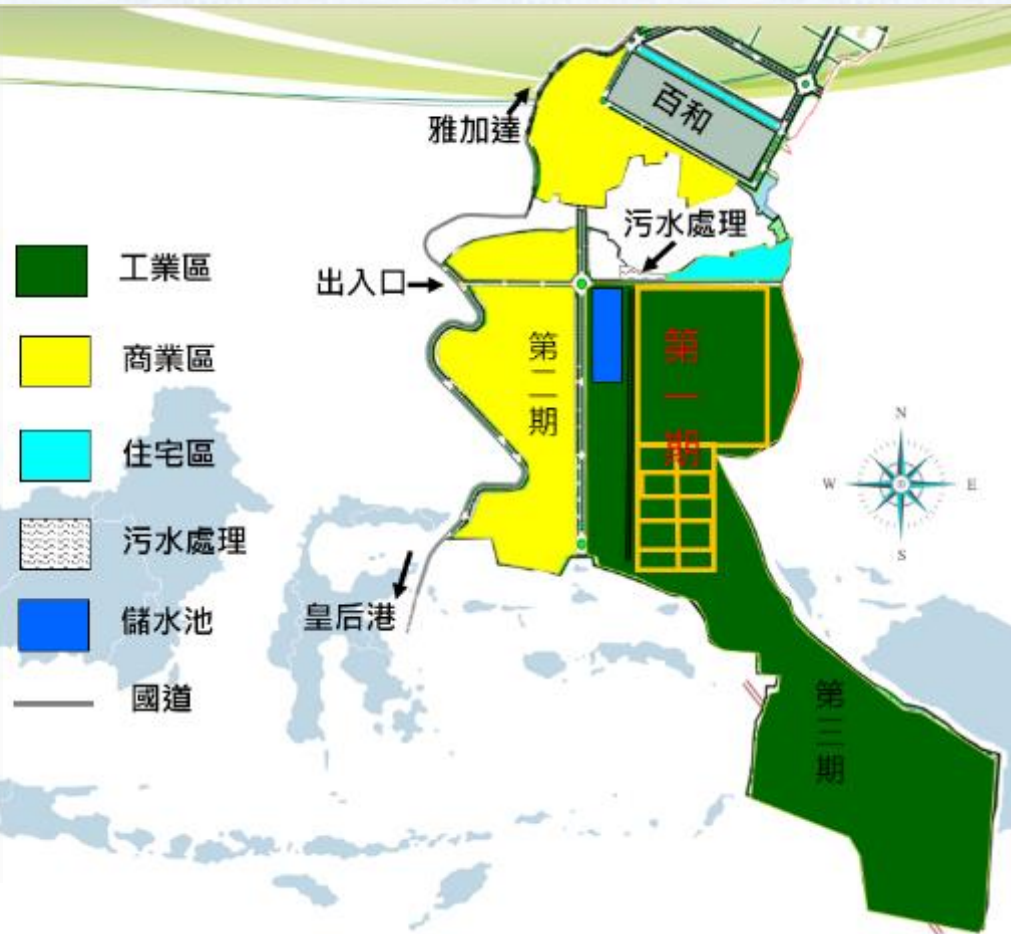 百和
雅加達
污水處理
出入口
工業區
商業區
住宅區
污水處理
儲水池
國道
第二期
第一期
第三期
皇后港
N
W
E
S